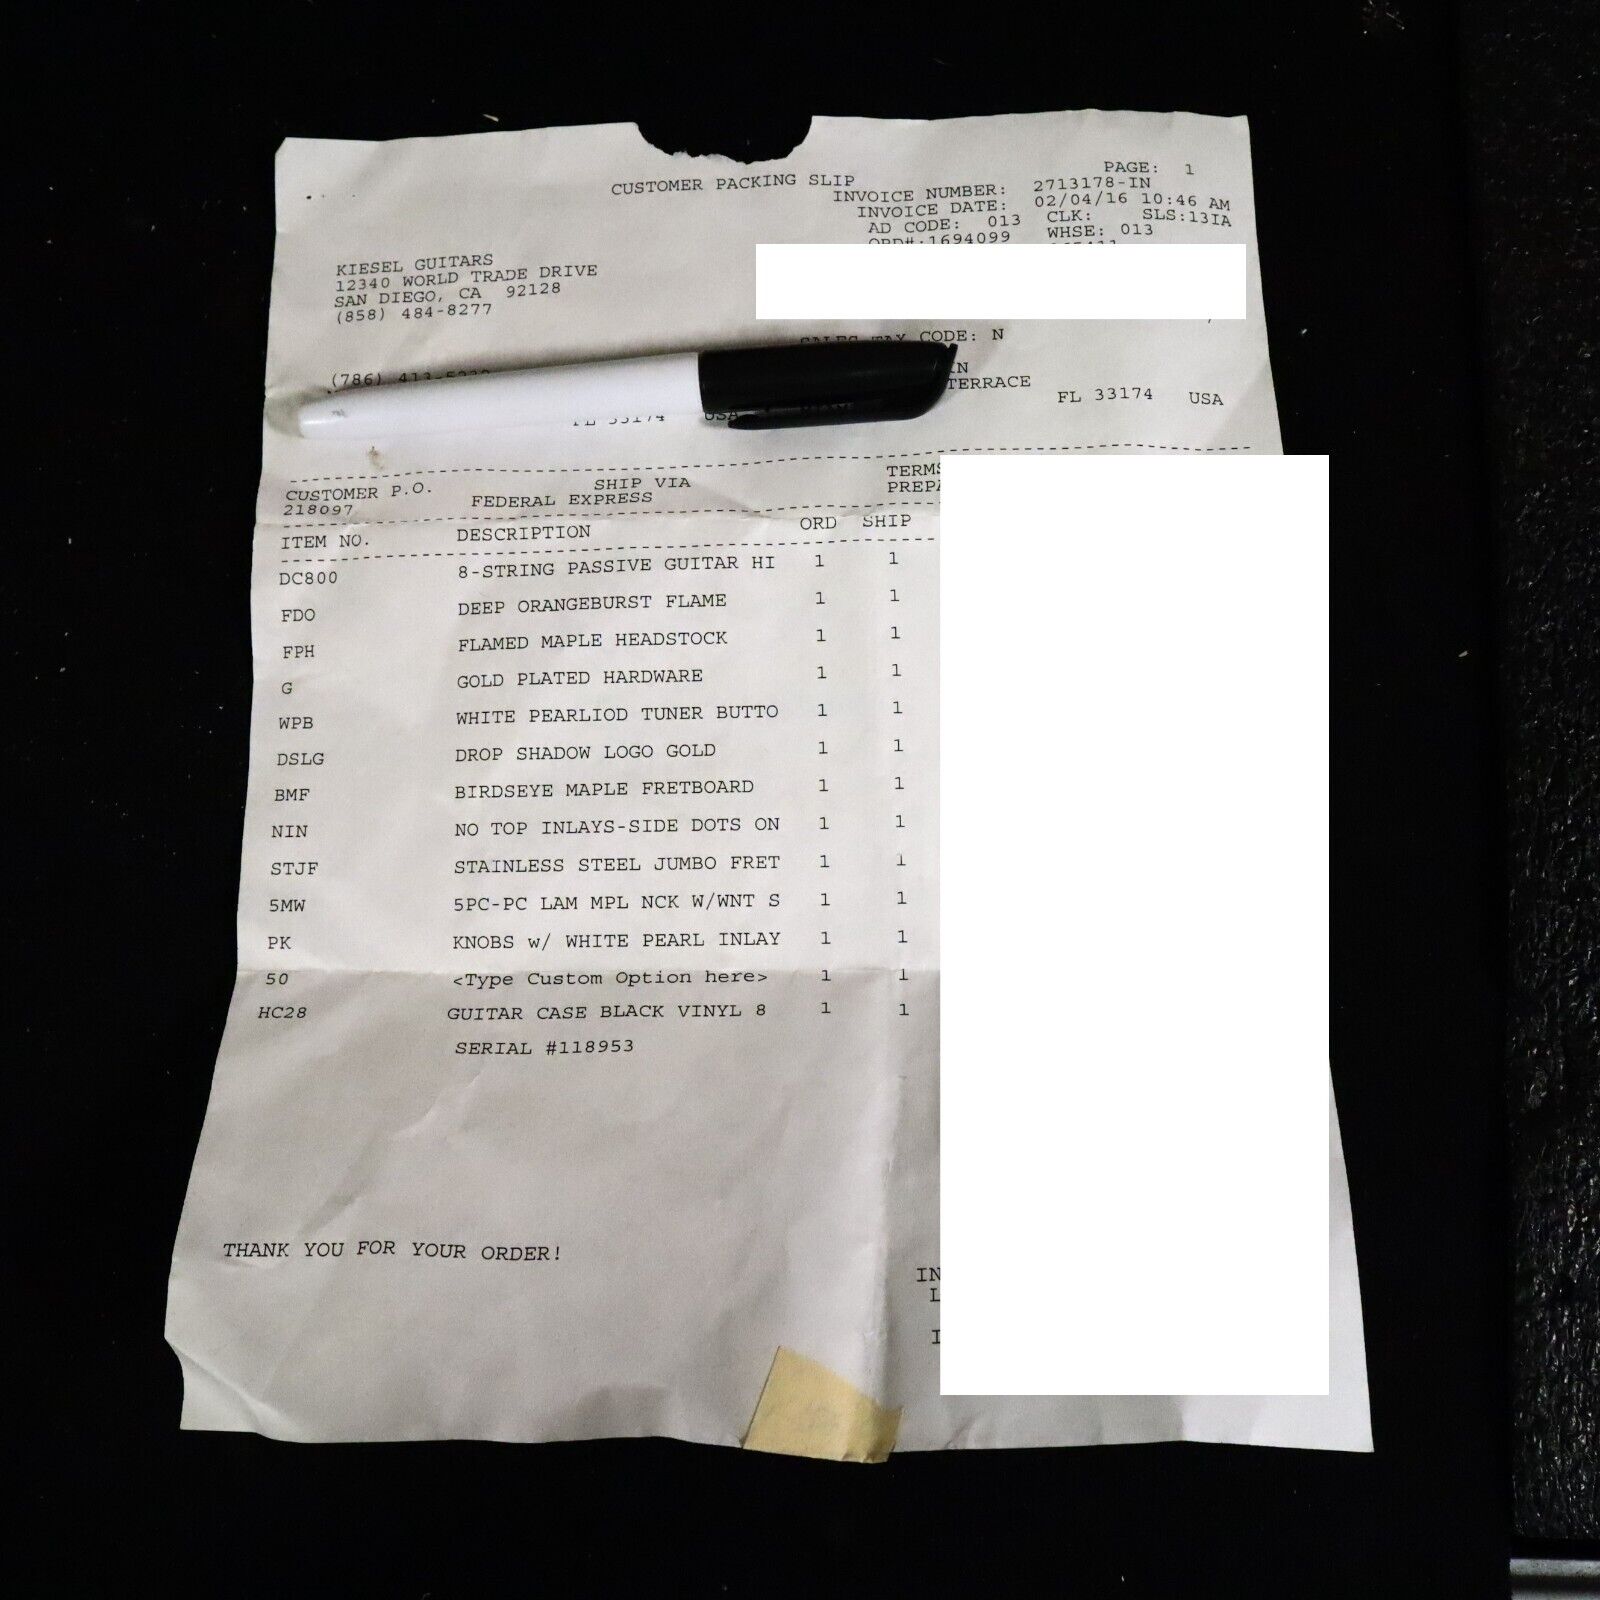 PAGE: 1
CUSTOMER PACKING SLIP
INVOICE NUMBER: 2713178-IN
INVOICE DATE: 02/04/16 10:46 AM
AD CODE: 013 CLK: SLS:13IA
ORD#:1694099 WHSE: 013
KIESEL GUITARS
12340 WORLD TRADE DRIVE
SAN DIEGO, CA 92128
(858) 484-8277
SALES TAX CODE: N
(786)
TERRACE
FL 33174 USA
FL 33174 USA
CUSTOMER P.O. SHIP VIA TERMS
218097 FEDERAL EXPRESS
ITEM NO. DESCRIPTION ORD SHIP
DC800 8-STRING PASSIVE GUITAR HI 1 1
FDO DEEP ORANGEBURST FLAME 1 1
FPH FLAMED MAPLE HEADSTOCK 1 1
G GOLD PLATED HARDWARE 1 1
WPB WHITE PEARLIOD TUNER BUTTO 1 1
DSLG DROP SHADOW LOGO GOLD 1 1
BMF BIRDSEYE MAPLE FRETBOARD 1 1
NIN NO TOP INLAYS-SIDE DOTS ON 1 1
STJF STAINLESS STEEL JUMBO FRET 1 1
5MW 5PC-PC LAM MPL NCK W/WNT S 1 1
PK KNOBS w/ WHITE PEARL INLAY 1 1
50 <Type Custom Option here> 1 1
HC28 GUITAR CASE BLACK VINYL 8 1 1
SERIAL #118953
THANK YOU FOR YOUR ORDER!